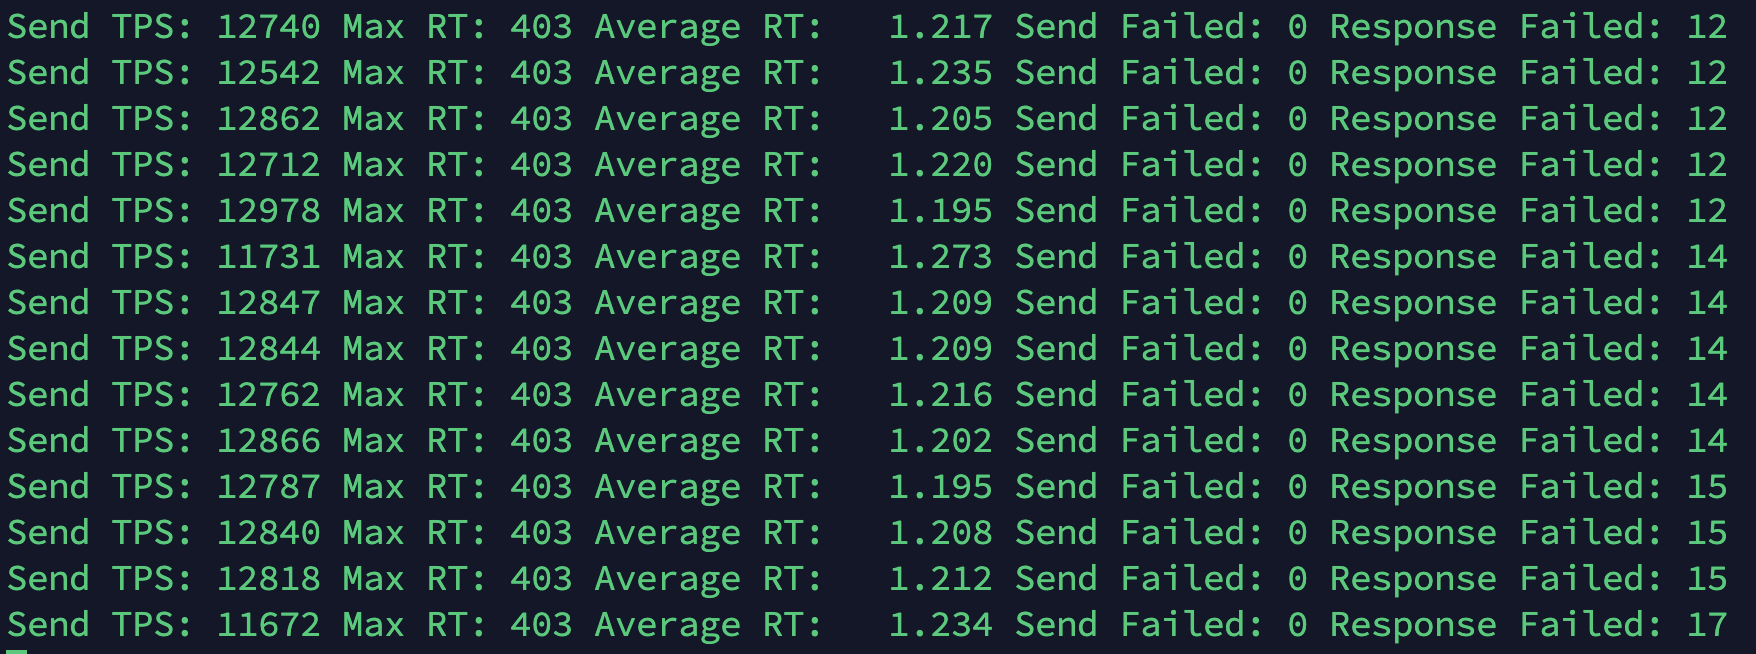 Send TPS: 12740 Max RT: 403 Average RT:   1.217 Send Failed: 0 Response Failed: 12
Send TPS: 12542 Max RT: 403 Average RT:   1.235 Send Failed: 0 Response Failed: 12
Send TPS: 12862 Max RT: 403 Average RT:   1.205 Send Failed: 0 Response Failed: 12
Send TPS: 12712 Max RT: 403 Average RT:   1.220 Send Failed: 0 Response Failed: 12
Send TPS: 12978 Max RT: 403 Average RT:   1.195 Send Failed: 0 Response Failed: 12
Send TPS: 11731 Max RT: 403 Average RT:   1.273 Send Failed: 0 Response Failed: 14
Send TPS: 12847 Max RT: 403 Average RT:   1.209 Send Failed: 0 Response Failed: 14
Send TPS: 12844 Max RT: 403 Average RT:   1.209 Send Failed: 0 Response Failed: 14
Send TPS: 12762 Max RT: 403 Average RT:   1.216 Send Failed: 0 Response Failed: 14
Send TPS: 12866 Max RT: 403 Average RT:   1.202 Send Failed: 0 Response Failed: 14
Send TPS: 12787 Max RT: 403 Average RT:   1.195 Send Failed: 0 Response Failed: 15
Send TPS: 12840 Max RT: 403 Average RT:   1.208 Send Failed: 0 Response Failed: 15
Send TPS: 12818 Max RT: 403 Average RT:   1.212 Send Failed: 0 Response Failed: 15
Send TPS: 11672 Max RT: 403 Average RT:   1.234 Send Failed: 0 Response Failed: 17